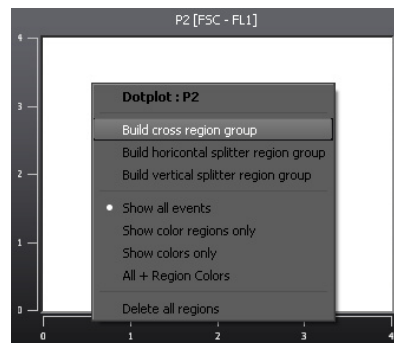 P2 [FSC - FL1]
4
3
2
1
0
Dotplot : P2
Build cross region group
Build horicontal splitter region group
Build vertical splitter region group
Show all events
Show color regions only
Show colors only
All + Region Colors
Delete all regions
0 1 2 3 4